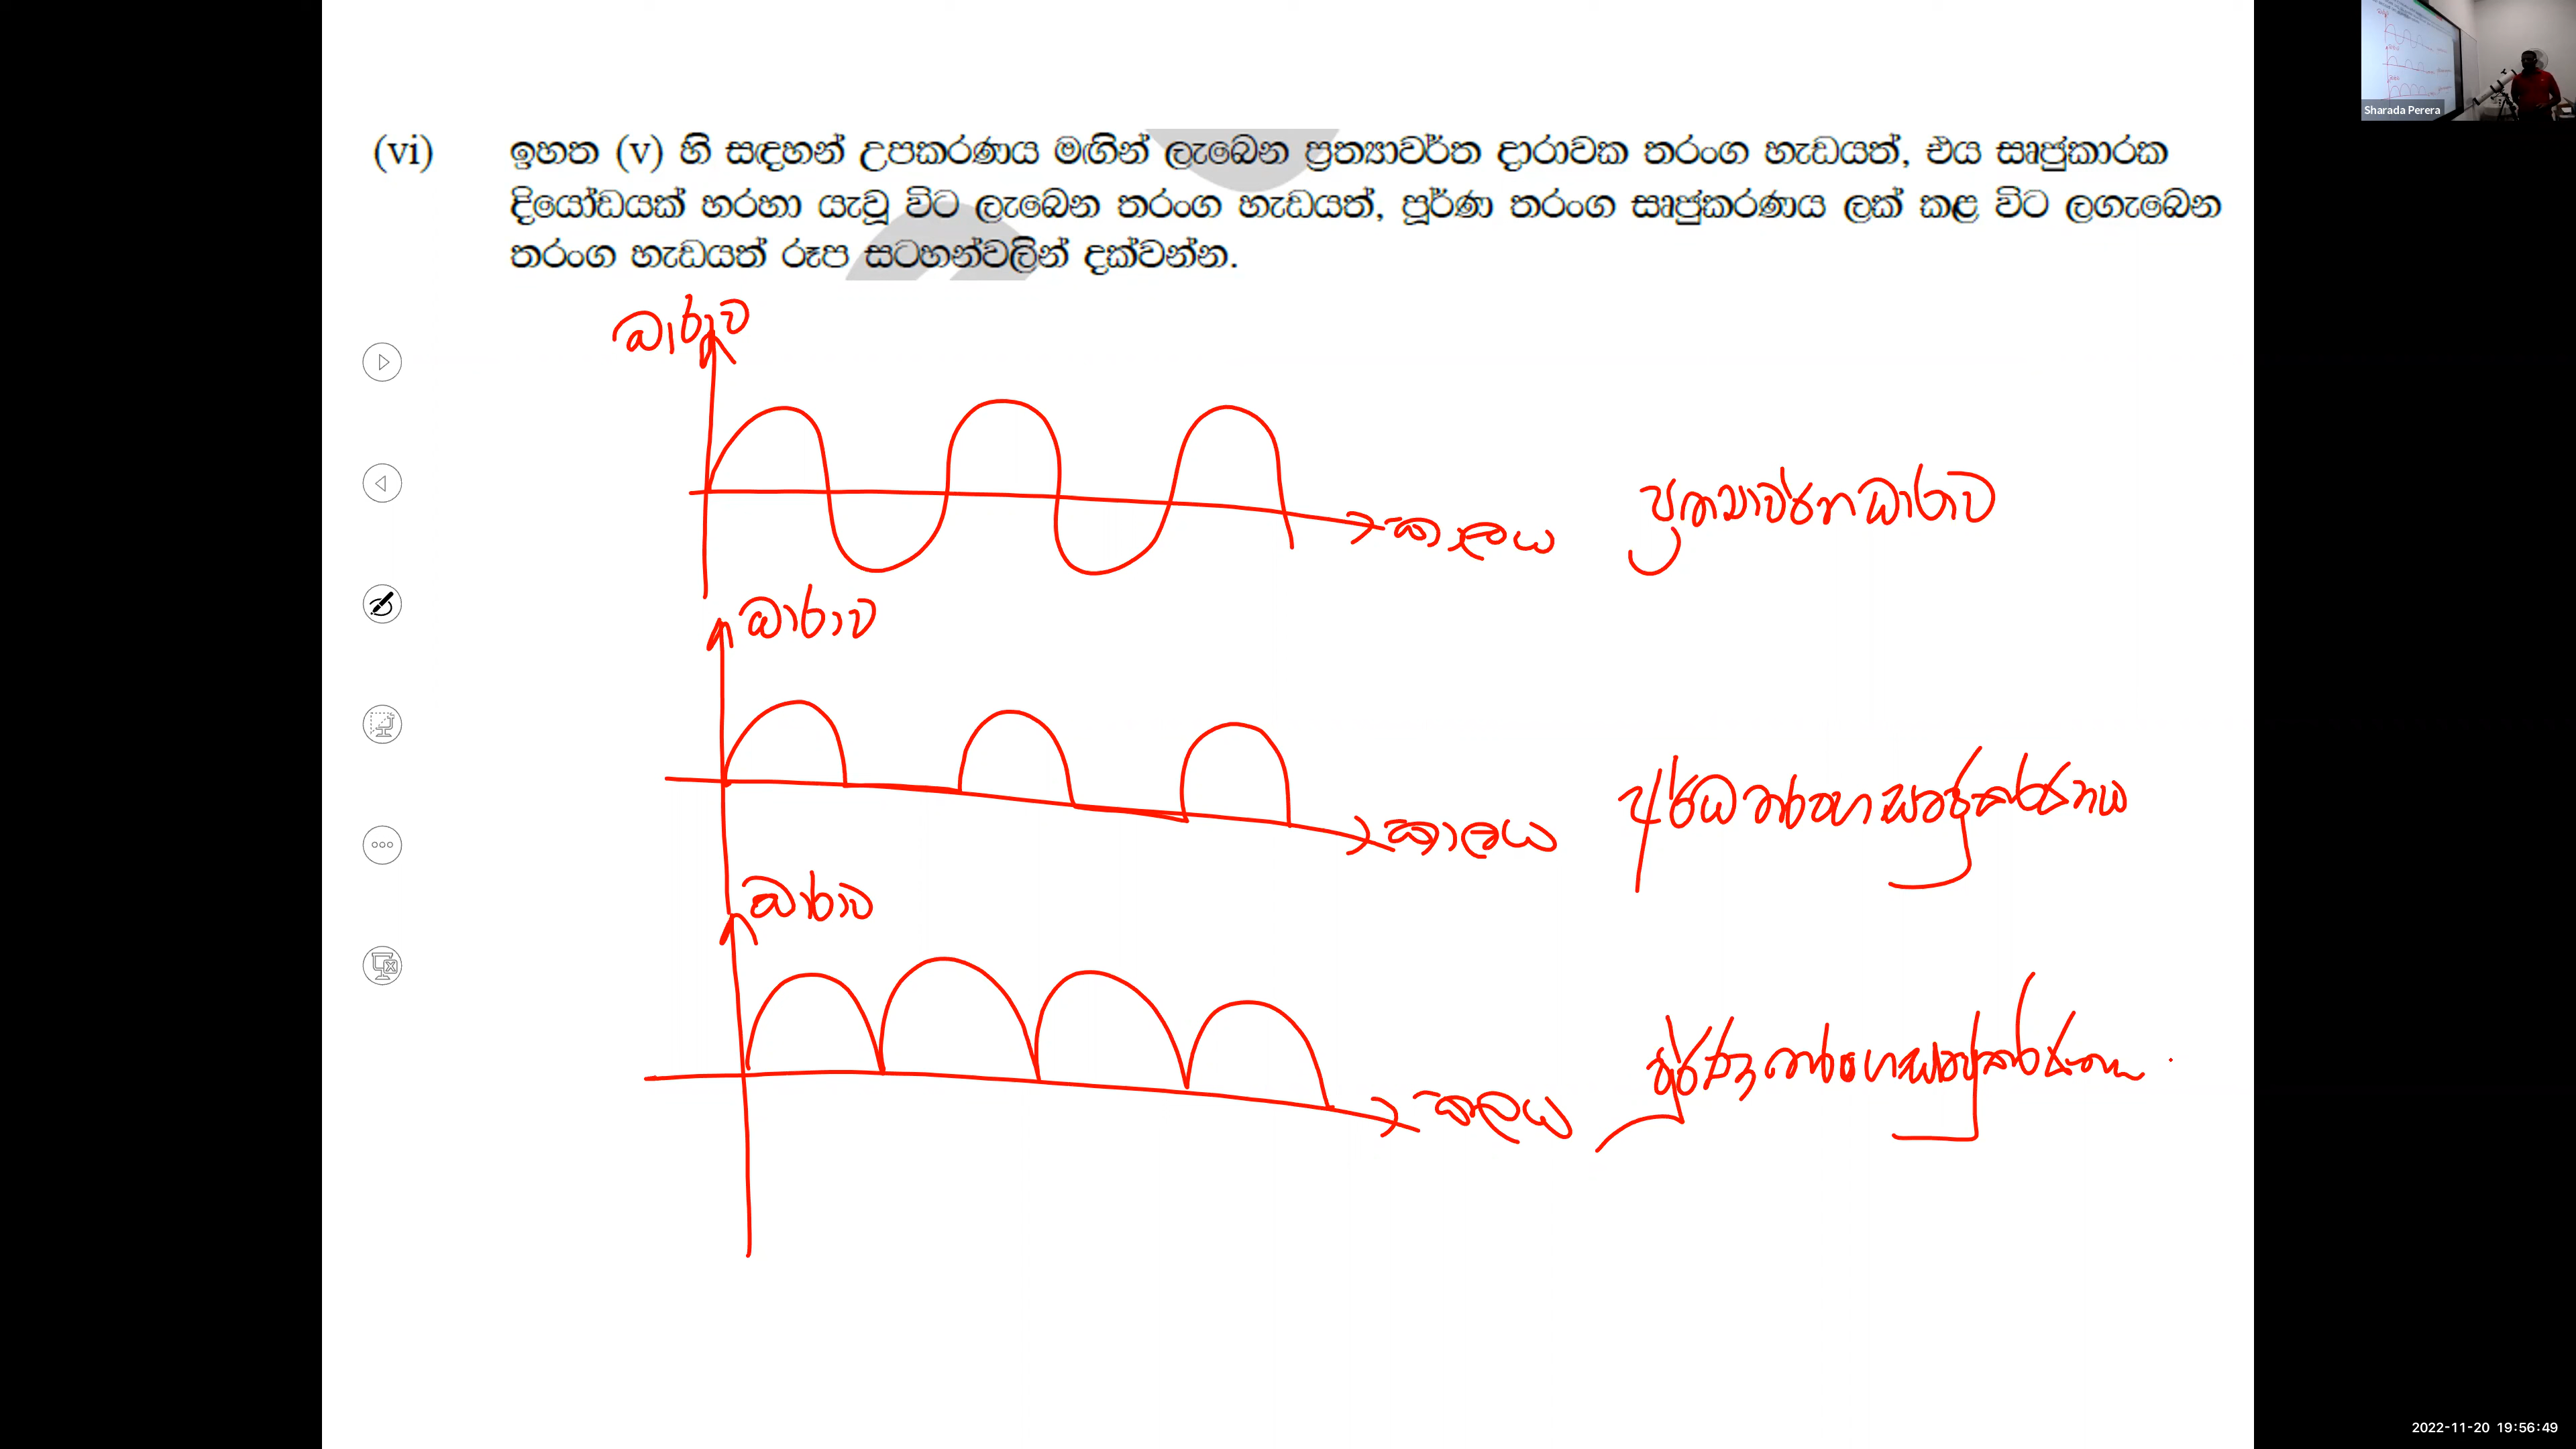 Sharada Perera
(vi) ඉහත (v) හි සඳහන් උපකරණය මඟින් ලැබෙන ප්‍රත්‍යාවර්ත දාරාවක තරංග හැඩයත්, එය සෘජුකාරක
දියෝඩයක් හරහා යැවූ විට ලැබෙන තරංග හැඩයත්, පූර්ණ තරංග සෘජුකරණය ලක් කළ විට ලගැබෙන
තරංග හැඩයත් රූප සටහන්වලින් දක්වන්න.
ධාරාව
කාලය
ප්‍රත්‍යාවර්තන ධාරාව
ධාරාව
කාලය
අර්ධ තරංග සෘජුකරණය
ධාරාව
කලය
පූර්ණ තරංග සෘජුකරණය
2022-11-20 19:56:49